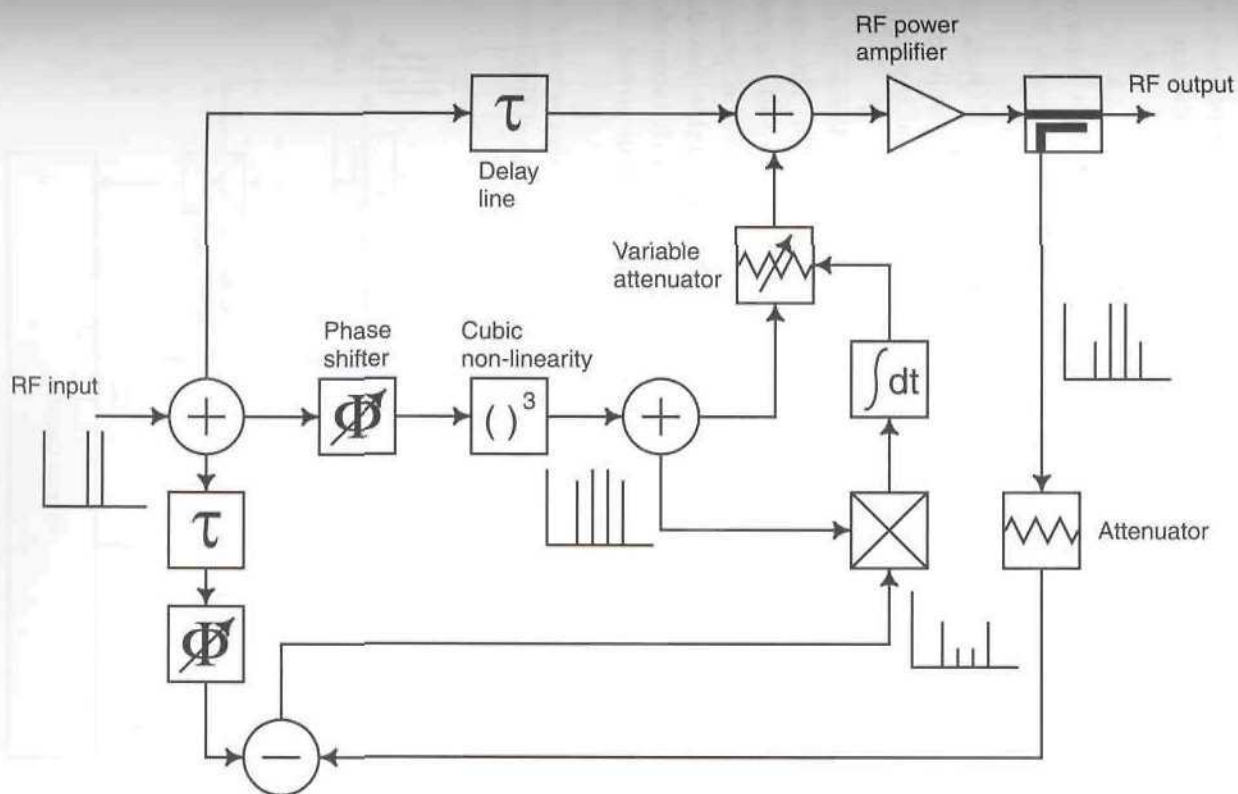 RF power
amplifier
RF output
τ
+
Delay
line
Variable
attenuator
Phase
shifter
Cubic
non-linearity
∫dt
RF input
+
Φ
( )³
+
τ
Attenuator
Φ
−